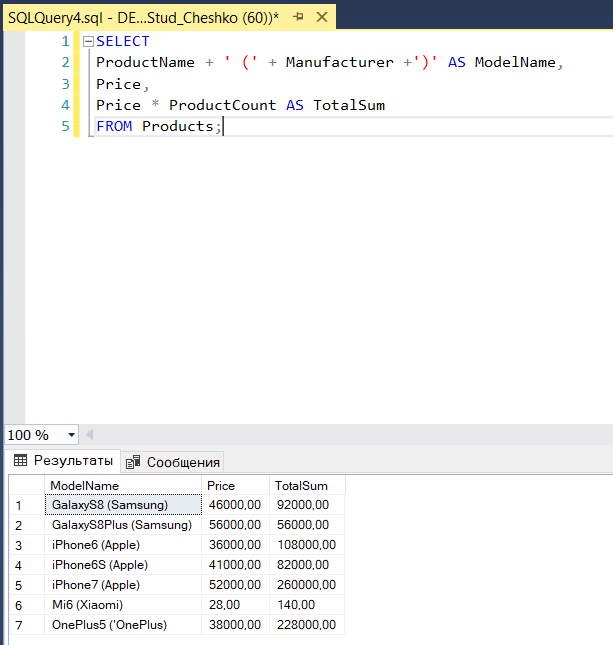 SQLQuery4.sql - DE...Stud_Cheshko (60))*
1 SELECT
2 ProductName + ' (' + Manufacturer +')' AS ModelName,
3 Price,
4 Price * ProductCount AS TotalSum
5 FROM Products;
100 %
Результаты Сообщения
ModelName Price TotalSum
1 GalaxyS8 (Samsung) 46000,00 92000,00
2 GalaxyS8Plus (Samsung) 56000,00 56000,00
3 iPhone6 (Apple) 36000,00 108000,00
4 iPhone6S (Apple) 41000,00 82000,00
5 iPhone7 (Apple) 52000,00 260000,00
6 Mi6 (Xiaomi) 28,00 140,00
7 OnePlus5 ('OnePlus) 38000,00 228000,00